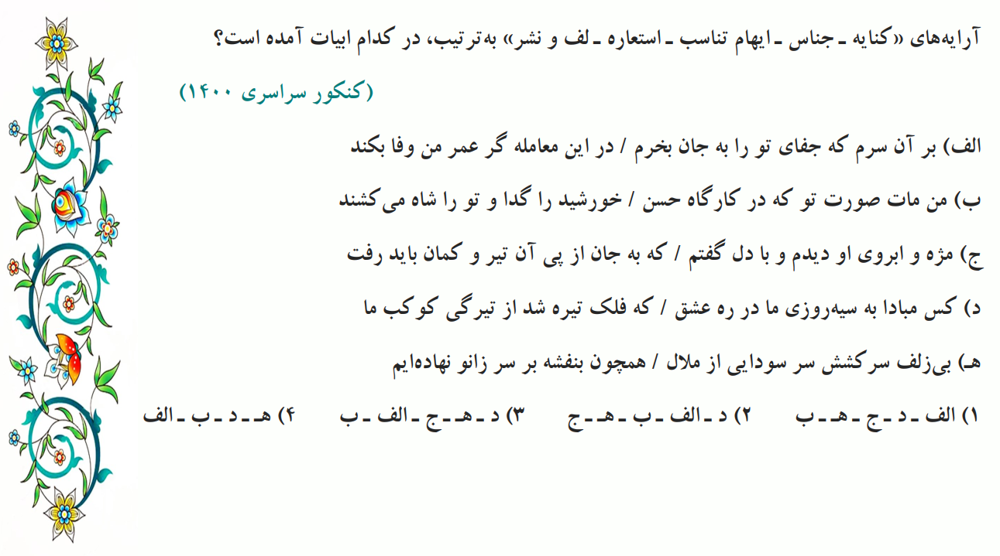 آرایه‌های «کنایه ـ جناس ـ ایهام تناسب ـ استعاره ـ لف و نشر» به‌ترتیب، در کدام ابیات آمده است؟
(کنکور سراسری ۱۴۰۰)
الف) بر آن سرم که جفای تو را به جان بخرم / در این معامله گر عمر من وفا بکند
ب) من مات صورت تو که در کارگاه حسن / خورشید را گدا و تو را شاه می‌کشند
ج) مژه و ابروی او دیدم و با دل گفتم / که به جان از پی آن تیر و کمان باید رفت
د) کس مبادا به سیه‌روزی ما در ره عشق / که فلک تیره شد از تیرگی کوکب ما
هـ) بی‌زلف سرکشش سر سودایی از ملال / همچون بنفشه بر سر زانو نهاده‌ایم
۱) الف ـ د ـ ج ـ هـ ـ ب ۲) د ـ الف ـ ب ـ هـ ـ ج ۳) د ـ هـ ـ ج ـ الف ـ ب ۴) هـ ـ د ـ ب ـ الف